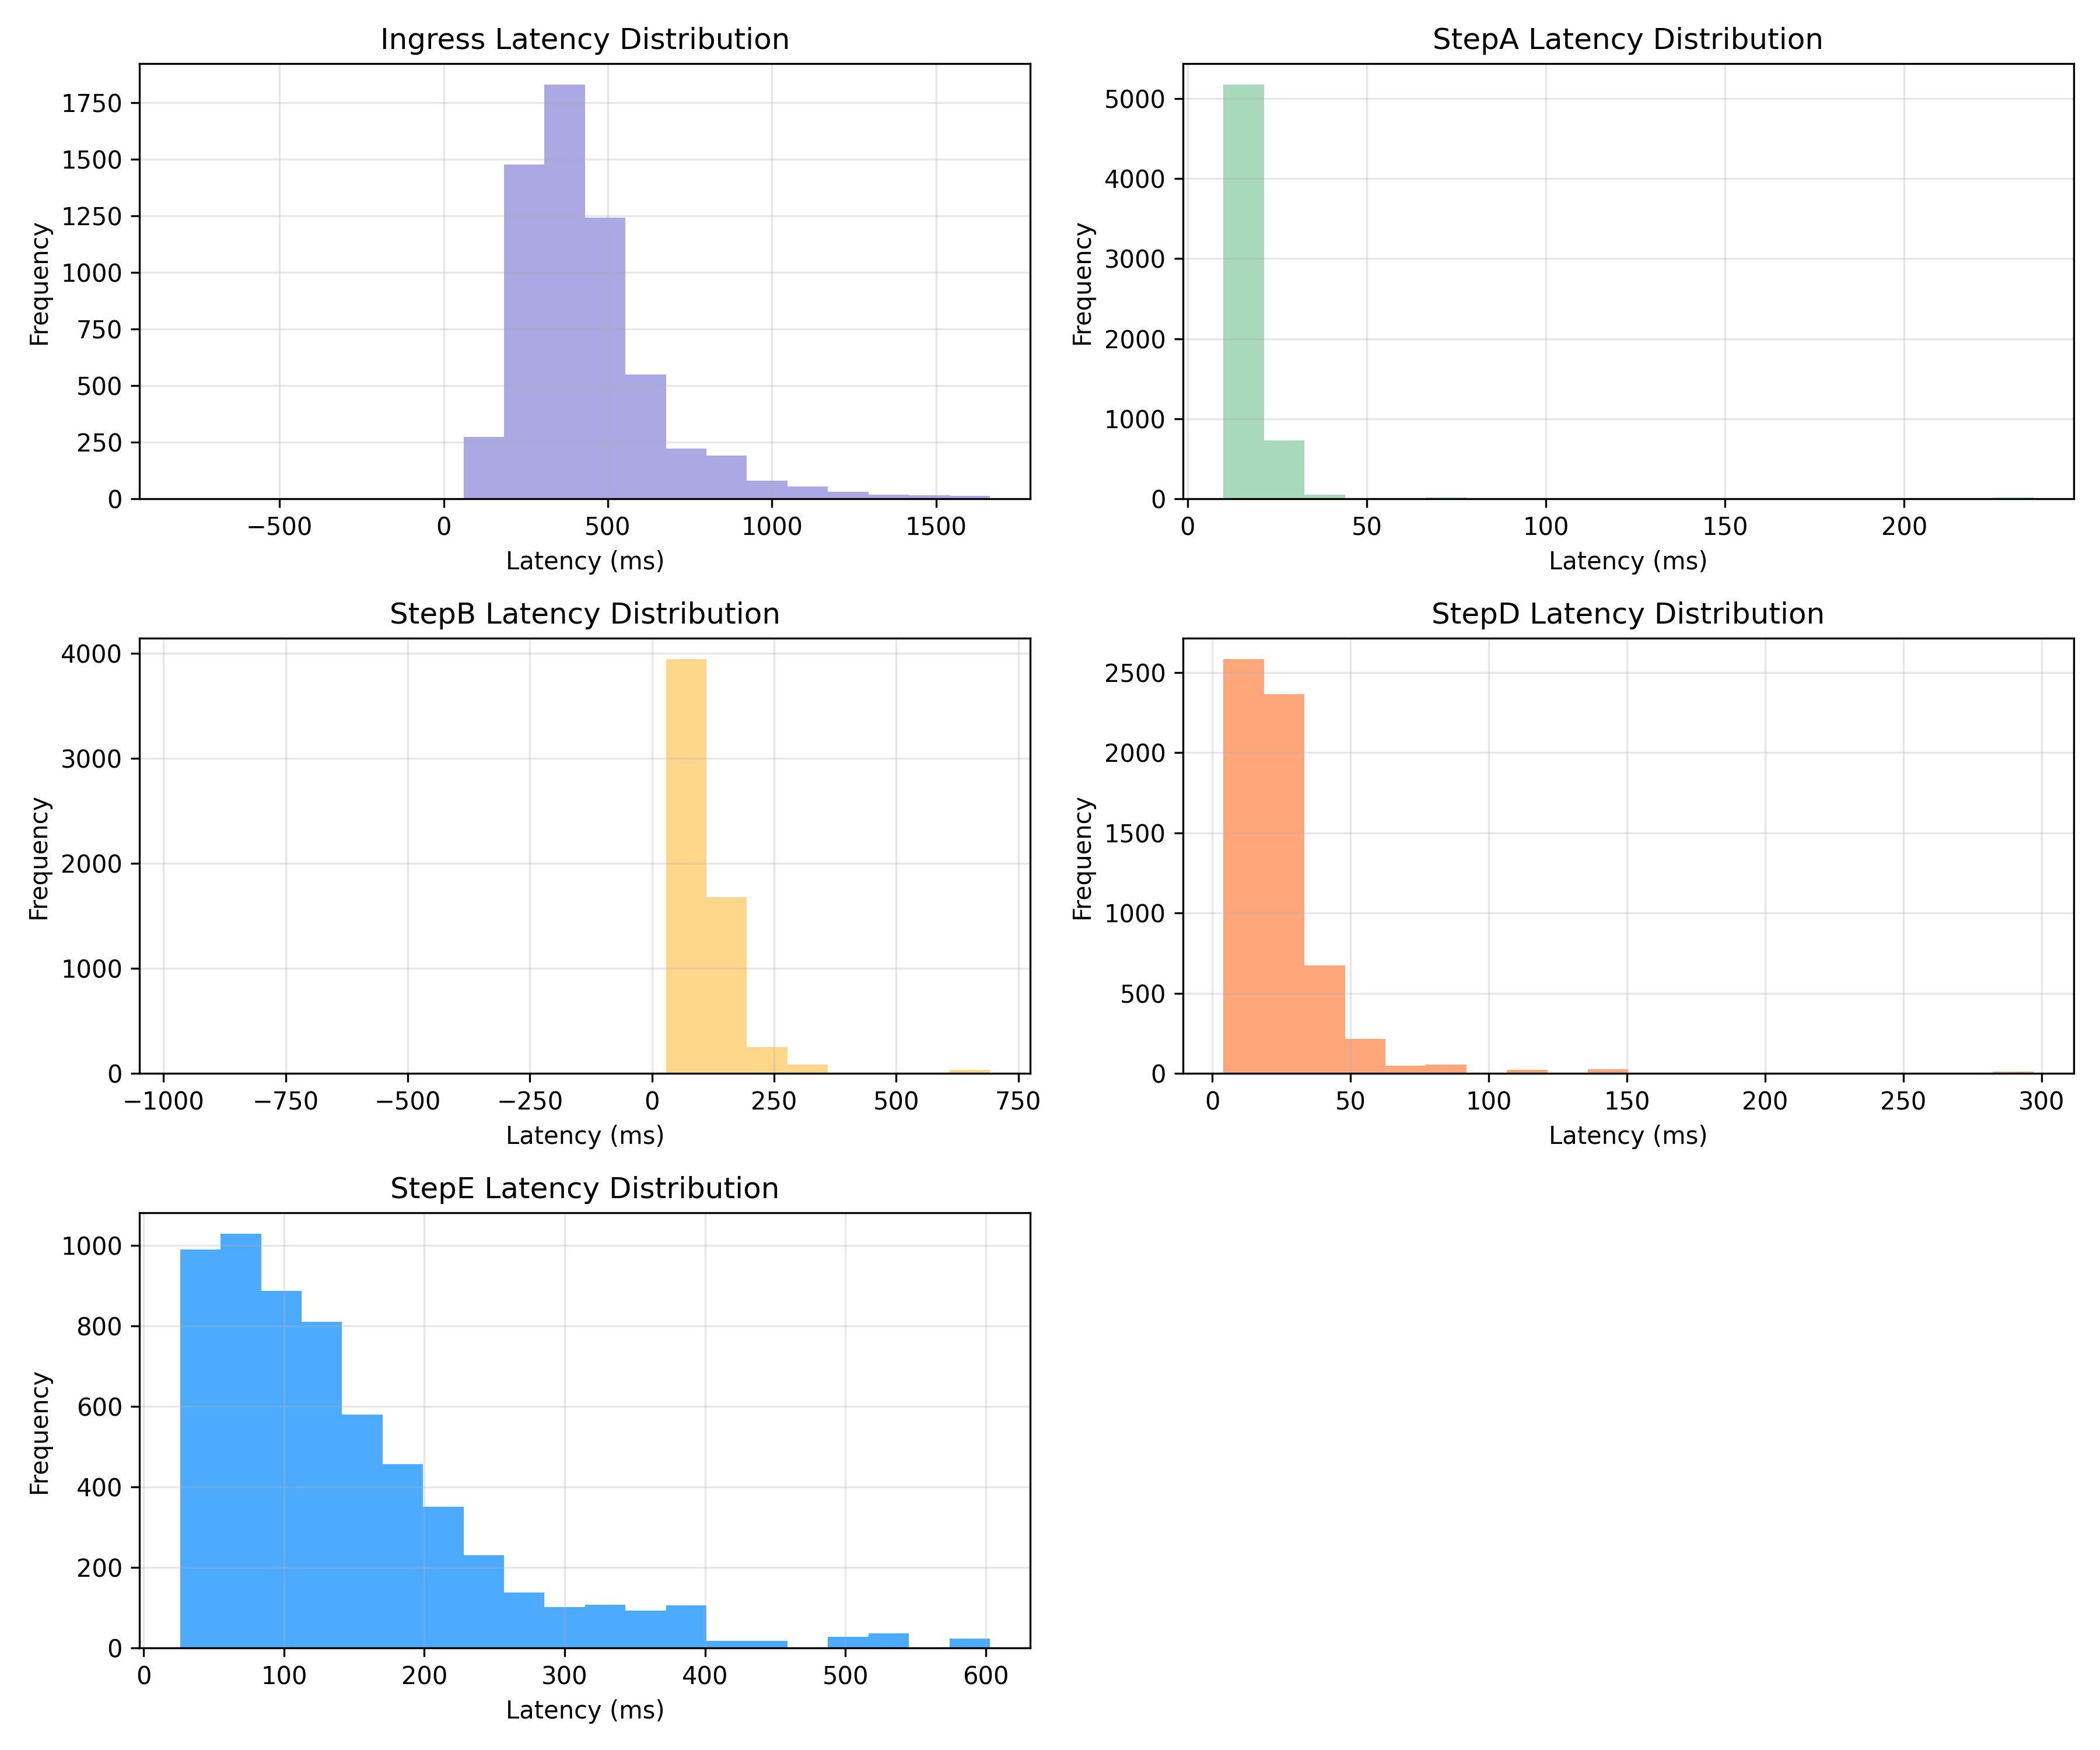 Ingress Latency Distribution
Frequency
1750
1500
1250
1000
750
500
250
0
−500 0 500 1000 1500
Latency (ms)
StepA Latency Distribution
Frequency
5000
4000
3000
2000
1000
0
0 50 100 150 200
Latency (ms)
StepB Latency Distribution
Frequency
4000
3000
2000
1000
0
−1000 −750 −500 −250 0 250 500 750
Latency (ms)
StepD Latency Distribution
Frequency
2500
2000
1500
1000
500
0
0 50 100 150 200 250 300
Latency (ms)
StepE Latency Distribution
Frequency
1000
800
600
400
200
0
0 100 200 300 400 500 600
Latency (ms)